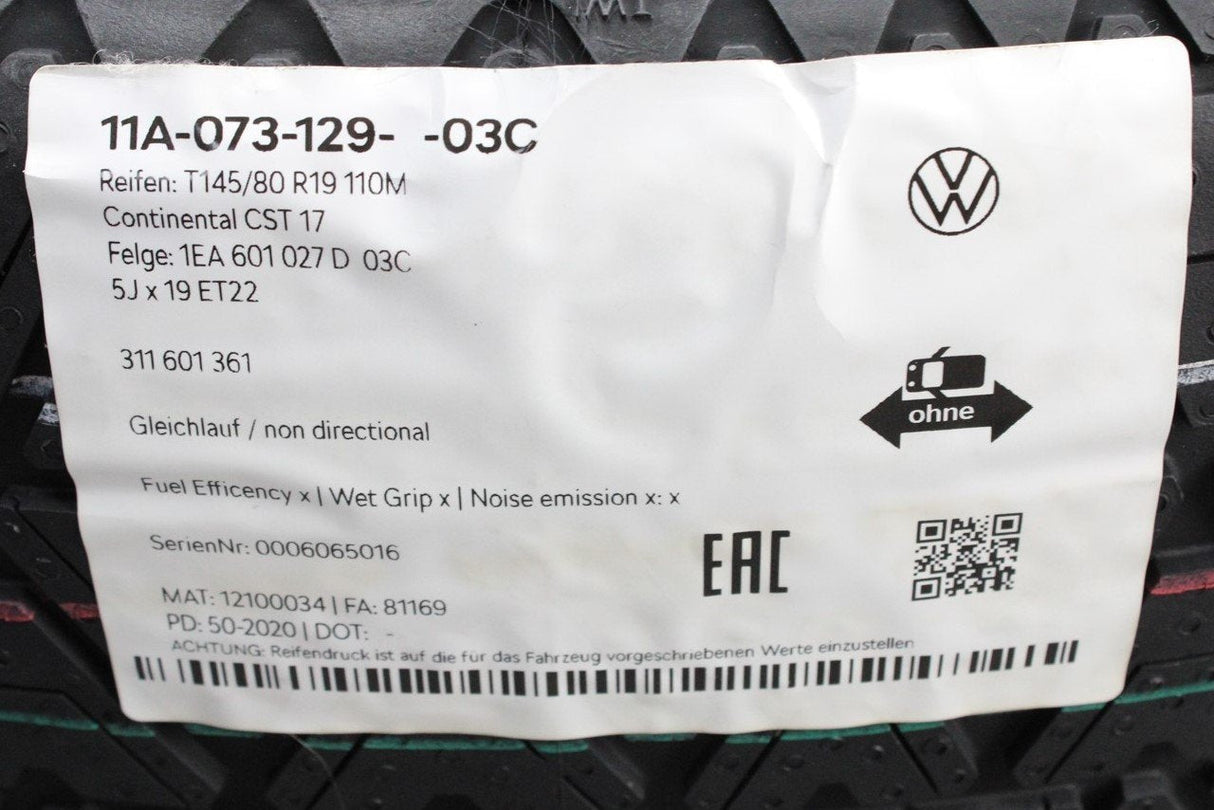 11A-073-129- -03C
Reifen: T145/80 R19 110M
Continental CST 17
Felge: 1EA 601 027 D 03C
5J x 19 ET22
311 601 361
ohne
Gleichlauf / non directional
Fuel Efficency x | Wet Grip x | Noise emission x: x
SerienNr: 0006065016
EAC
MAT: 12100034 | FA: 81169
PD: 50-2020 | DOT: -
ACHTUNG: Reifendruck ist auf die für das Fahrzeug vorgeschriebenen Werte einzustellen